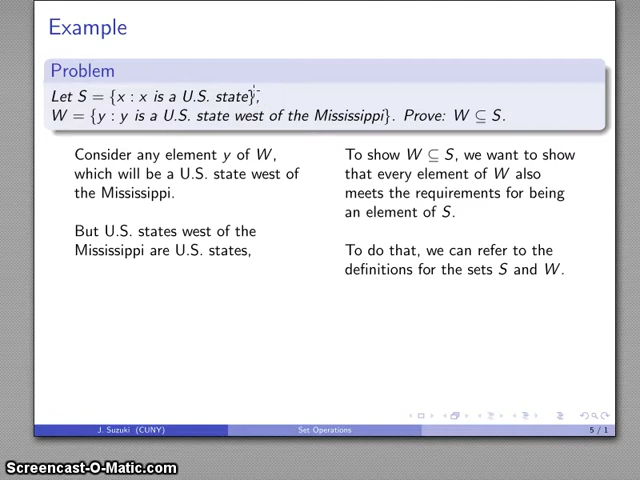 Example
Problem
Let S = {x : x is a U.S. state},
W = {y : y is a U.S. state west of the Mississippi}. Prove: W ⊆ S.
Consider any element y of W,
which will be a U.S. state west of
the Mississippi.
But U.S. states west of the
Mississippi are U.S. states,
To show W ⊆ S, we want to show
that every element of W also
meets the requirements for being
an element of S.
To do that, we can refer to the
definitions for the sets S and W.
J. Suzuki (CUNY)
Set Operations
5 / 1
Screencast-O-Matic.com